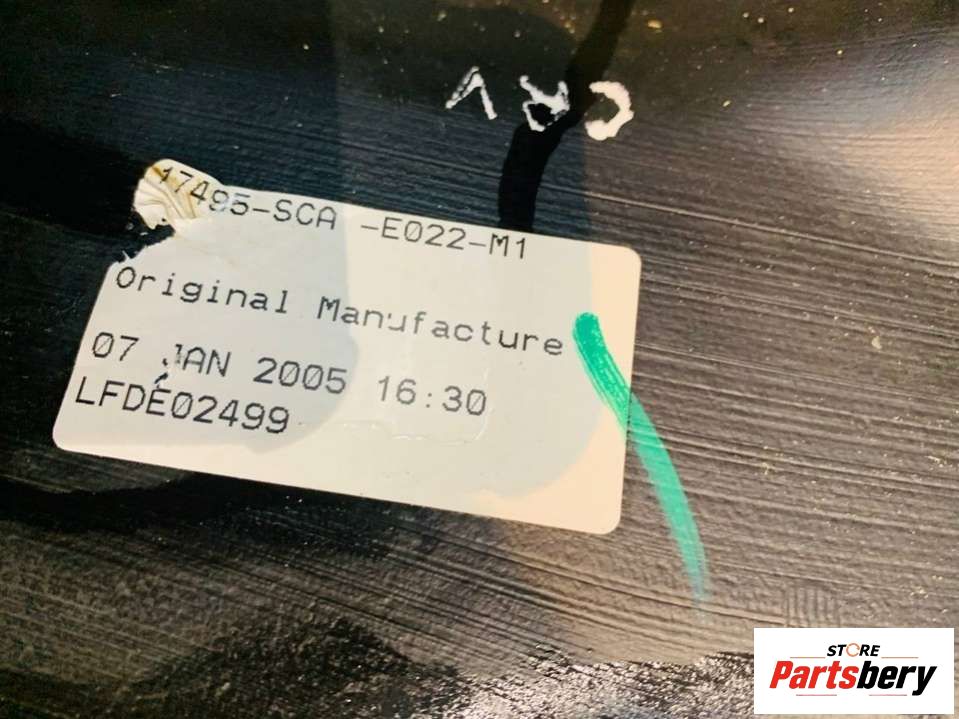 CRV
17495-SCA -E022-M1
Original Manufacture
07 JAN 2005 16:30
LFDE02499
STORE
Partsbery